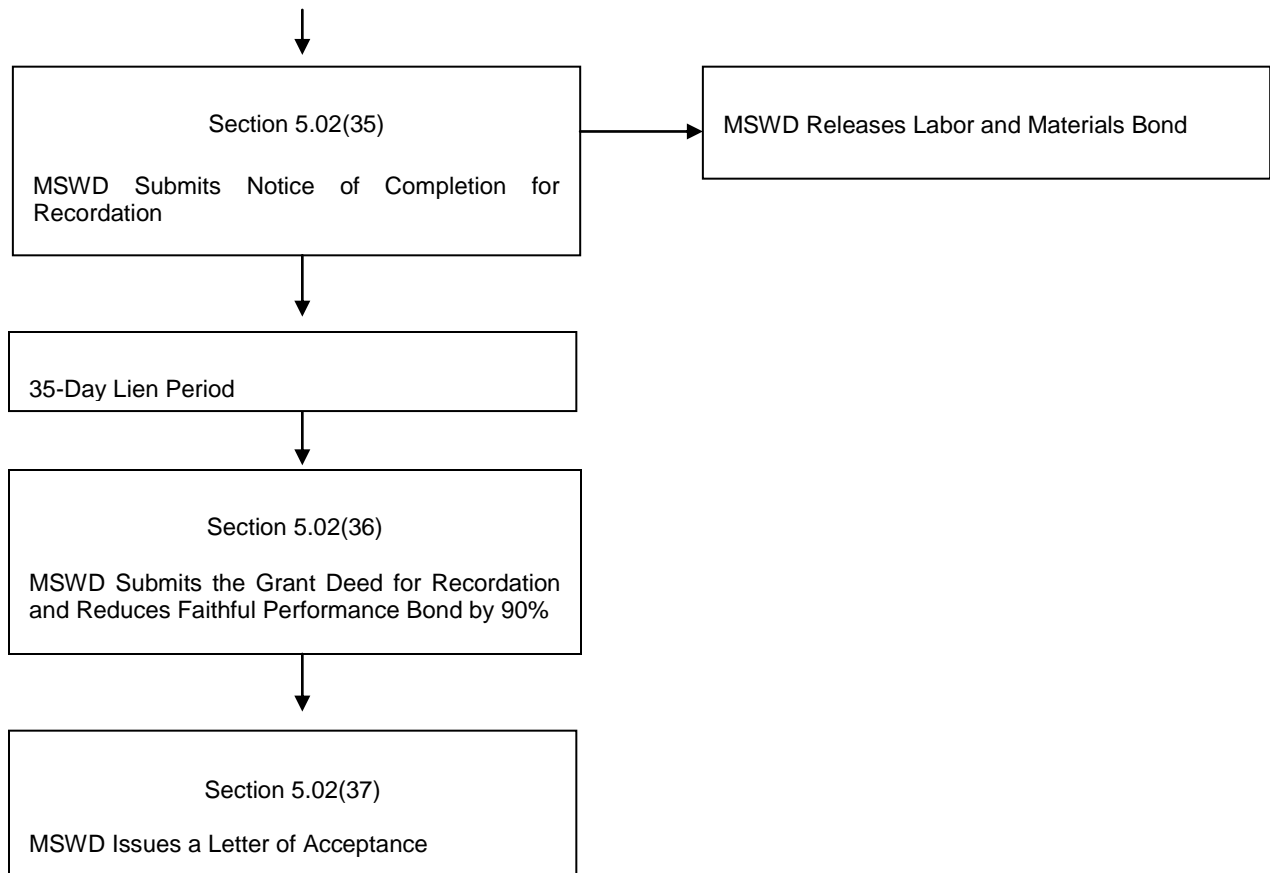 Section 5.02(35)
MSWD Submits Notice of Completion for
Recordation
MSWD Releases Labor and Materials Bond
35-Day Lien Period
Section 5.02(36)
MSWD Submits the Grant Deed for Recordation
and Reduces Faithful Performance Bond by 90%
Section 5.02(37)
MSWD Issues a Letter of Acceptance